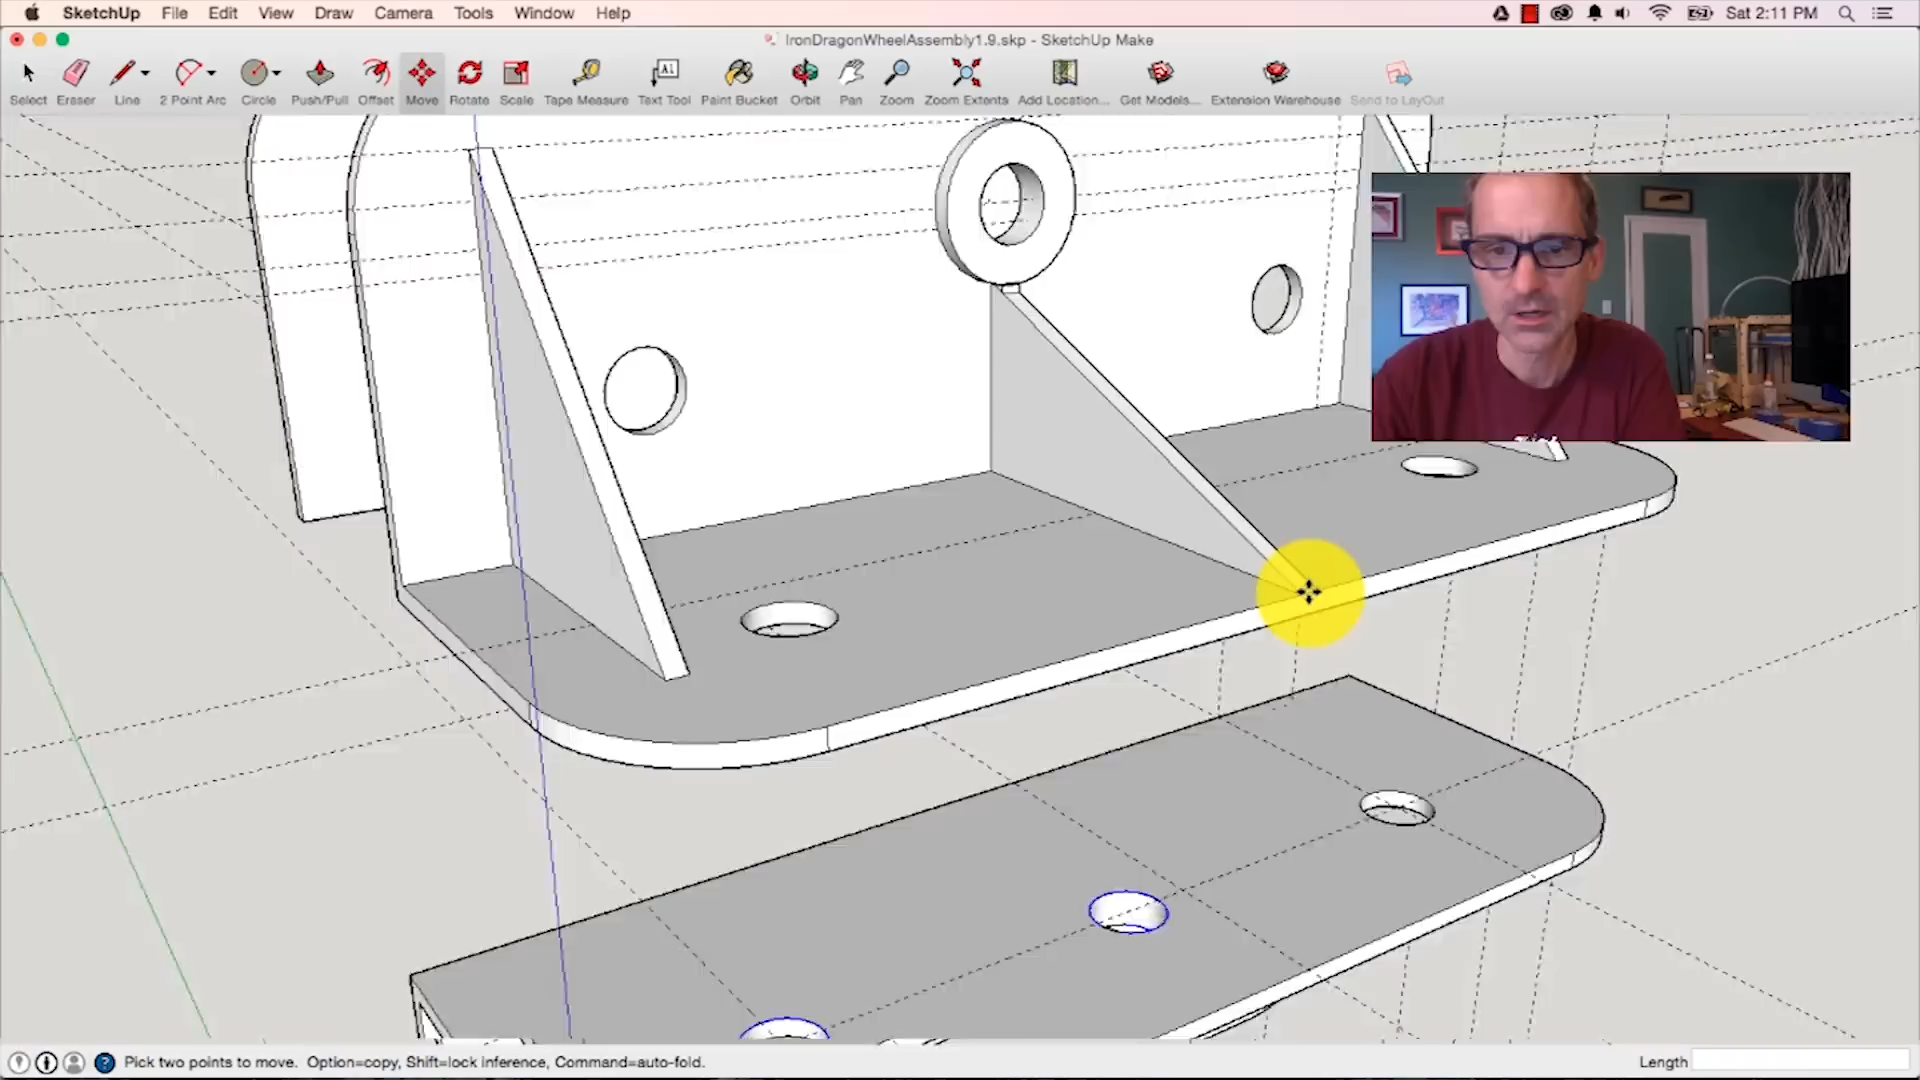 SketchUp File Edit View Draw Camera Tools Window Help Sat 2:11 PM
IronDragonWheelAssembly1.9.skp - SketchUp Make
A1
Select Eraser Line 2 Point Arc Circle Push/Pull Offset Move Rotate Scale Tape Measure Text Tool Paint Bucket Orbit Pan Zoom Zoom Extents Add Location... Get Models... Extension Warehouse Send to LayOut
? Pick two points to move. Option=copy, Shift=lock inference, Command=auto-fold. Length